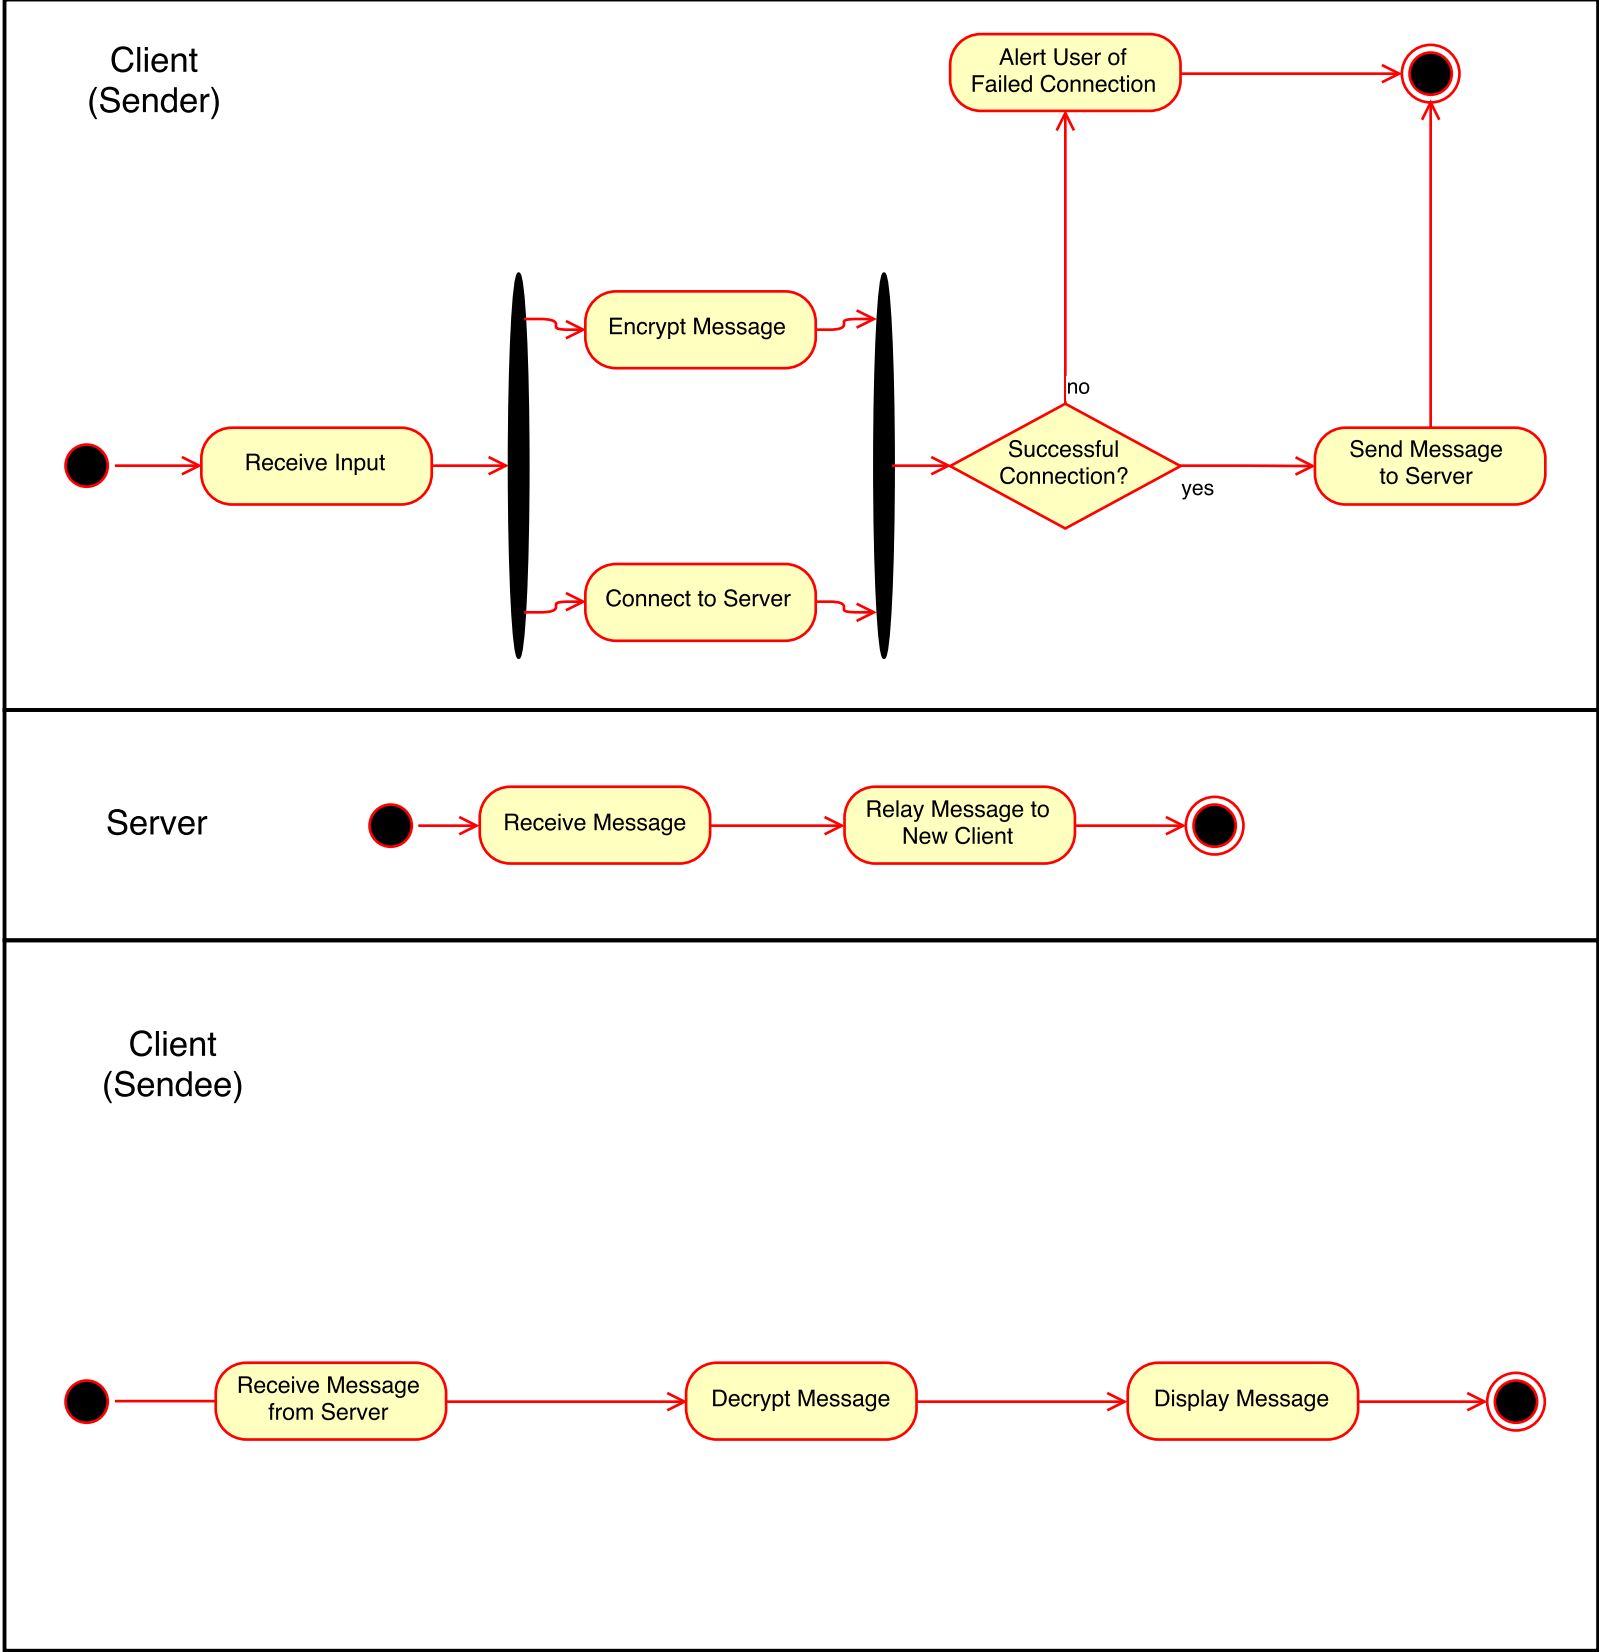 Client
(Sender)
Alert User of
Failed Connection
Encrypt Message
no
Receive Input
Successful
Connection?
yes
Send Message
to Server
Connect to Server
Server
Receive Message
Relay Message to
New Client
Client
(Sendee)
Receive Message
from Server
Decrypt Message
Display Message